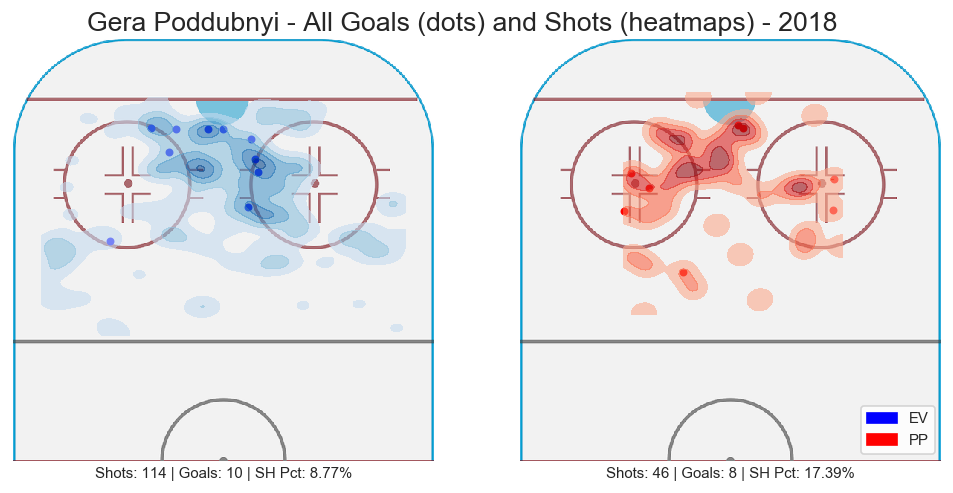 Gera Poddubnyi - All Goals (dots) and Shots (heatmaps) - 2018
EV
PP
Shots: 114 | Goals: 10 | SH Pct: 8.77%
Shots: 46 | Goals: 8 | SH Pct: 17.39%